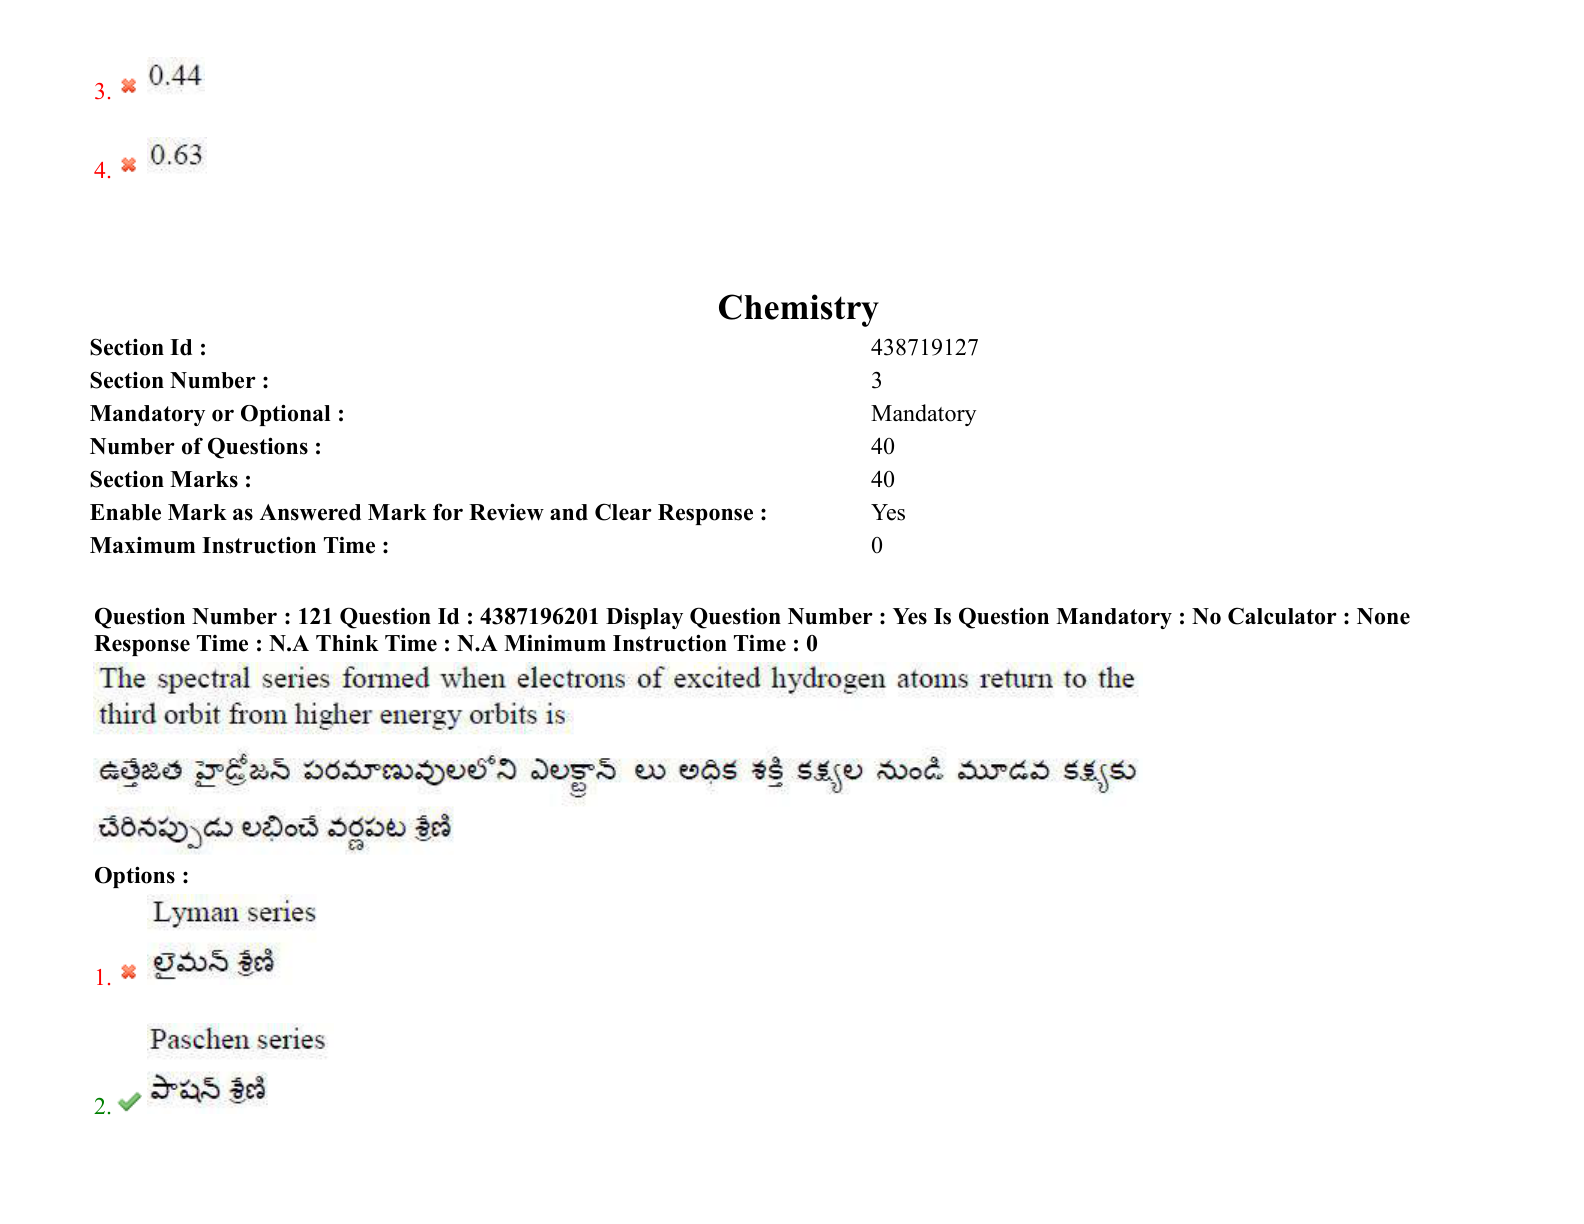 3. 0.44
4. 0.63
Chemistry
Section Id : 438719127
Section Number : 3
Mandatory or Optional : Mandatory
Number of Questions : 40
Section Marks : 40
Enable Mark as Answered Mark for Review and Clear Response : Yes
Maximum Instruction Time : 0
Question Number : 121 Question Id : 4387196201 Display Question Number : Yes Is Question Mandatory : No Calculator : None
Response Time : N.A Think Time : N.A Minimum Instruction Time : 0
The spectral series formed when electrons of excited hydrogen atoms return to the
third orbit from higher energy orbits is
ఉత్తేజిత హైడ్రోజన్ పరమాణువులలోని ఎలక్ట్రాన్ లు అధిక శక్తి కక్ష్యల నుండి మూడవ కక్ష్యకు
చేరినప్పుడు లభించే వర్ణపట శ్రేణి
Options :
Lyman series
1. లైమన్ శ్రేణి
Paschen series
2. పాషన్ శ్రేణి